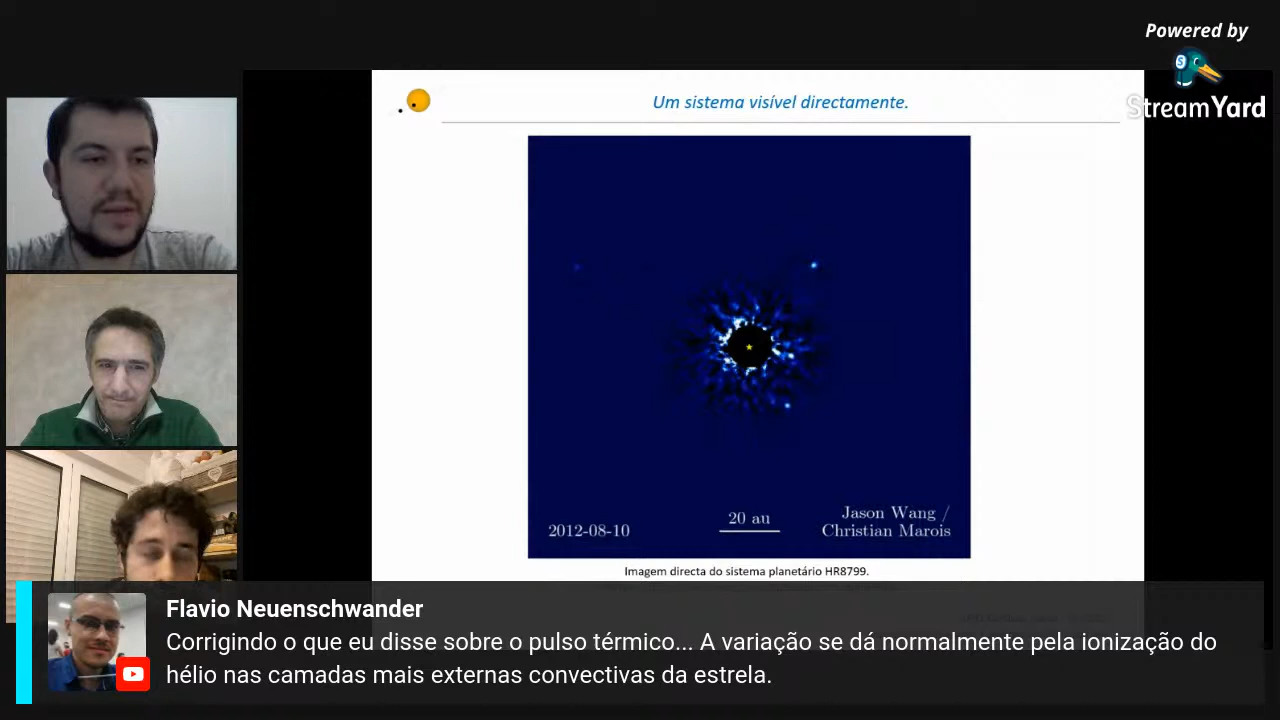 Powered by
StreamYard
Um sistema visível directamente.
2012-08-10
20 au
Jason Wang /
Christian Marois
Imagem directa do sistema planetário HR8799.
Flavio Neuenschwander
Corrigindo o que eu disse sobre o pulso térmico... A variação se dá normalmente pela ionização do
hélio nas camadas mais externas convectivas da estrela.